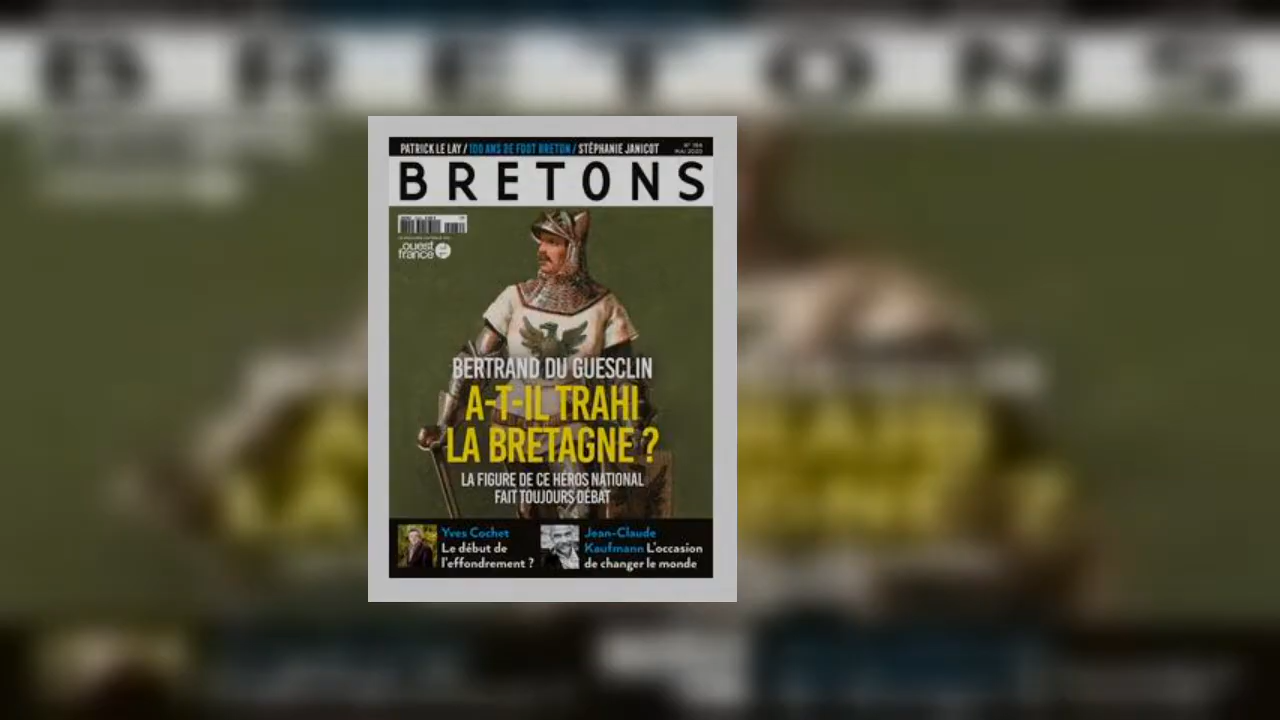 PATRICK LE LAY / 100 ANS DE FOOT BRETON / STÉPHANIE JANICOT
MAI 2020
BRETONS
ouest
france
BERTRAND DU GUESCLIN
A-T-IL TRAHI
LA BRETAGNE ?
LA FIGURE DE CE HÉROS NATIONAL
FAIT TOUJOURS DÉBAT
Yves Cochet
Le début de
l'effondrement ?
Jean-Claude
Kaufmann L'occasion
de changer le monde